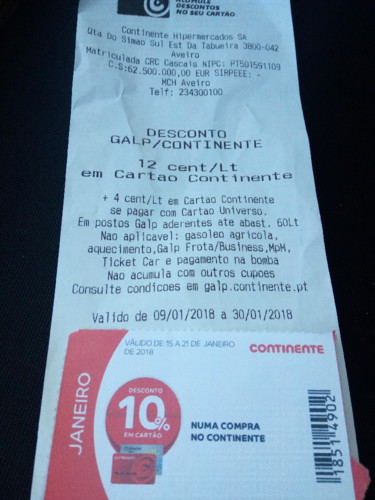 ACUMULE
DESCONTOS
NO SEU CARTÃO
Continente Hipermercados SA
Qta Do Simao Sul Est Da Tabueira 3800-042
Aveiro
Matriculada CRC Cascais NIPC: PT501591109
C.S:62.500.000,00 EUR SIRPEEE: -
MCH Aveiro
Telf: 234300100
DESCONTO
GALP/CONTINENTE
12 cent/Lt
em Cartao Continente
+ 4 cent/Lt em Cartao Continente
se pagar com Cartao Universo.
Em postos Galp aderentes ate abast. 60Lt
Nao aplicavel: gasoleo agricola,
aquecimento,Galp Frota/Business,MpM,
Ticket Car e pagamento na bomba
Nao acumula com outros cupoes
Consulte condicoes em galp.continente.pt
Valido de 09/01/2018 a 30/01/2018
VÁLIDO DE 15 A 21 DE JANEIRO
DE 2018
CONTINENTE
JANEIRO
DESCONTO
10%
EM CARTÃO
NUMA COMPRA
NO CONTINENTE
1851 4902